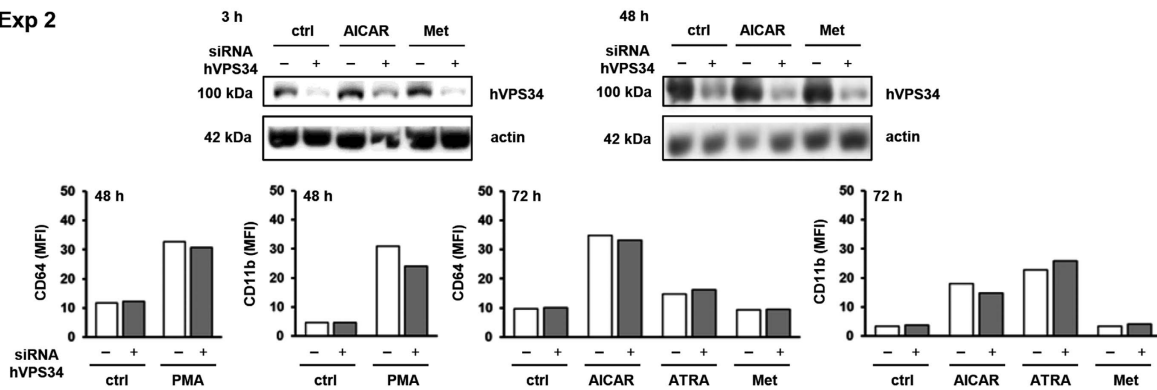 Exp 2
3 h
ctrl AICAR Met
siRNA
hVPS34 – + – + – +
100 kDa hVPS34
42 kDa actin
48 h
ctrl AICAR Met
siRNA
hVPS34 – + – + – +
100 kDa hVPS34
42 kDa actin
48 h
CD64 (MFI)
50
40
30
20
10
0
siRNA
hVPS34
– + – +
ctrl PMA
48 h
CD11b (MFI)
50
40
30
20
10
0
– + – +
ctrl PMA
72 h
CD64 (MFI)
50
40
30
20
10
0
– + – + – + – +
ctrl AICAR ATRA Met
72 h
CD11b (MFI)
50
40
30
20
10
0
– + – + – + – +
ctrl AICAR ATRA Met